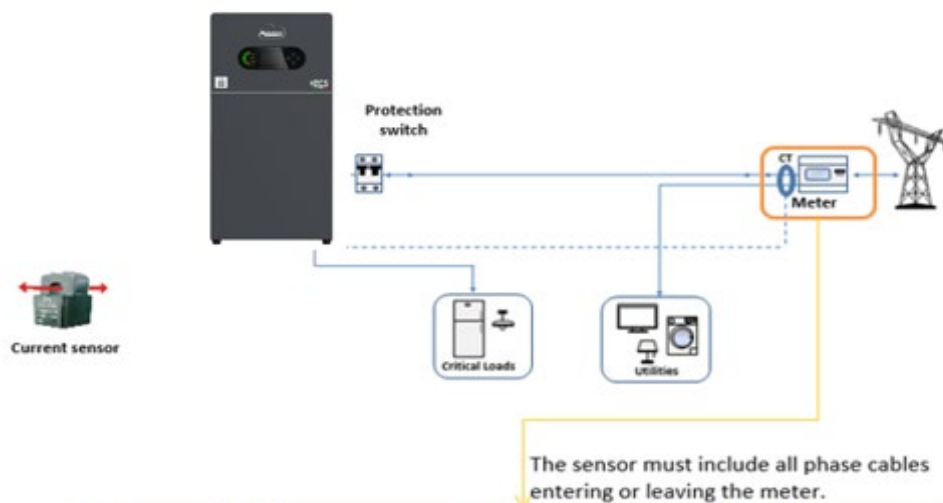 Protection
switch
CT
Meter
Current sensor
Critical Loads
Utilities
The sensor must include all phase cables
entering or leaving the meter.